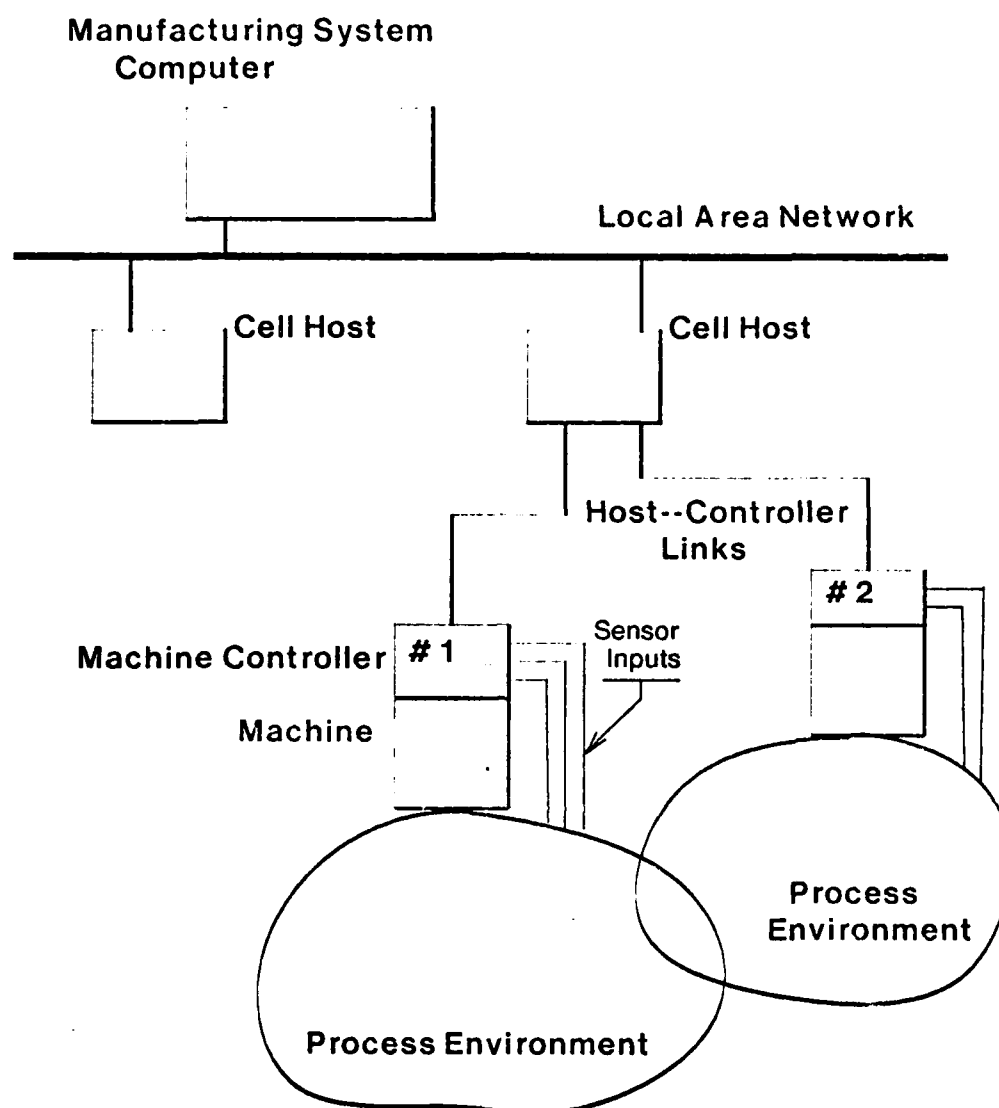 Manufacturing System
Computer
Local Area Network
Cell Host
Cell Host
Host--Controller
Links
# 2
# 1
Sensor
Inputs
Machine Controller
Machine
Process
Environment
Process Environment